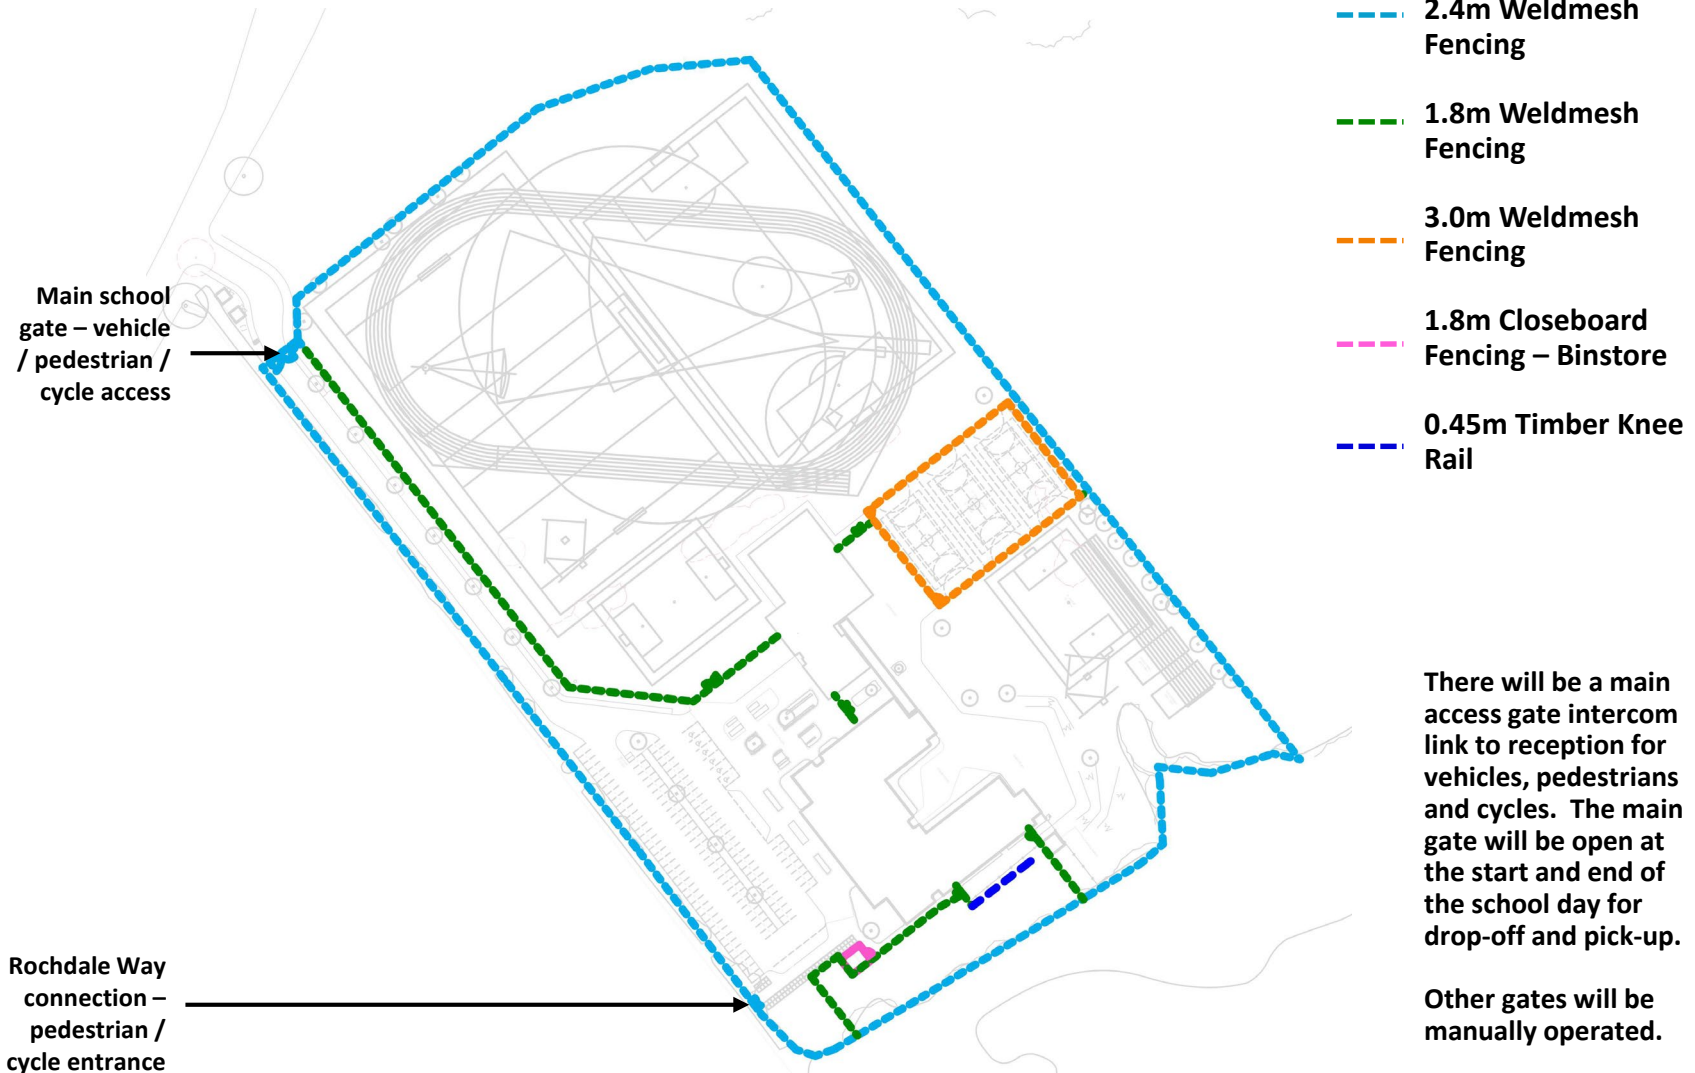 2.4m Weldmesh
Fencing
1.8m Weldmesh
Fencing
3.0m Weldmesh
Fencing
1.8m Closeboard
Fencing – Binstore
0.45m Timber Knee
Rail
Main school
gate – vehicle
/ pedestrian /
cycle access
There will be a main
access gate intercom
link to reception for
vehicles, pedestrians
and cycles.  The main
gate will be open at
the start and end of
the school day for
drop-off and pick-up.
Other gates will be
manually operated.
Rochdale Way
connection –
pedestrian /
cycle entrance